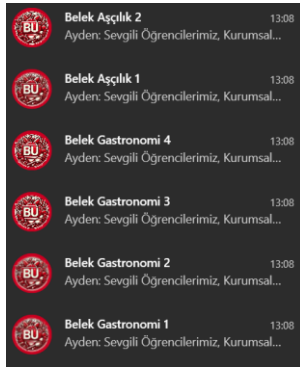 BU
Belek Aşçılık 2 13:08
Ayden: Sevgili Öğrencilerimiz, Kurumsal...
BU
Belek Aşçılık 1 13:08
Ayden: Sevgili Öğrencilerimiz, Kurumsal...
BU
Belek Gastronomi 4 13:08
Ayden: Sevgili Öğrencilerimiz, Kurumsal...
BU
Belek Gastronomi 3 13:08
Ayden: Sevgili Öğrencilerimiz, Kurumsal...
BU
Belek Gastronomi 2 13:08
Ayden: Sevgili Öğrencilerimiz, Kurumsal...
BU
Belek Gastronomi 1 13:08
Ayden: Sevgili Öğrencilerimiz, Kurumsal...